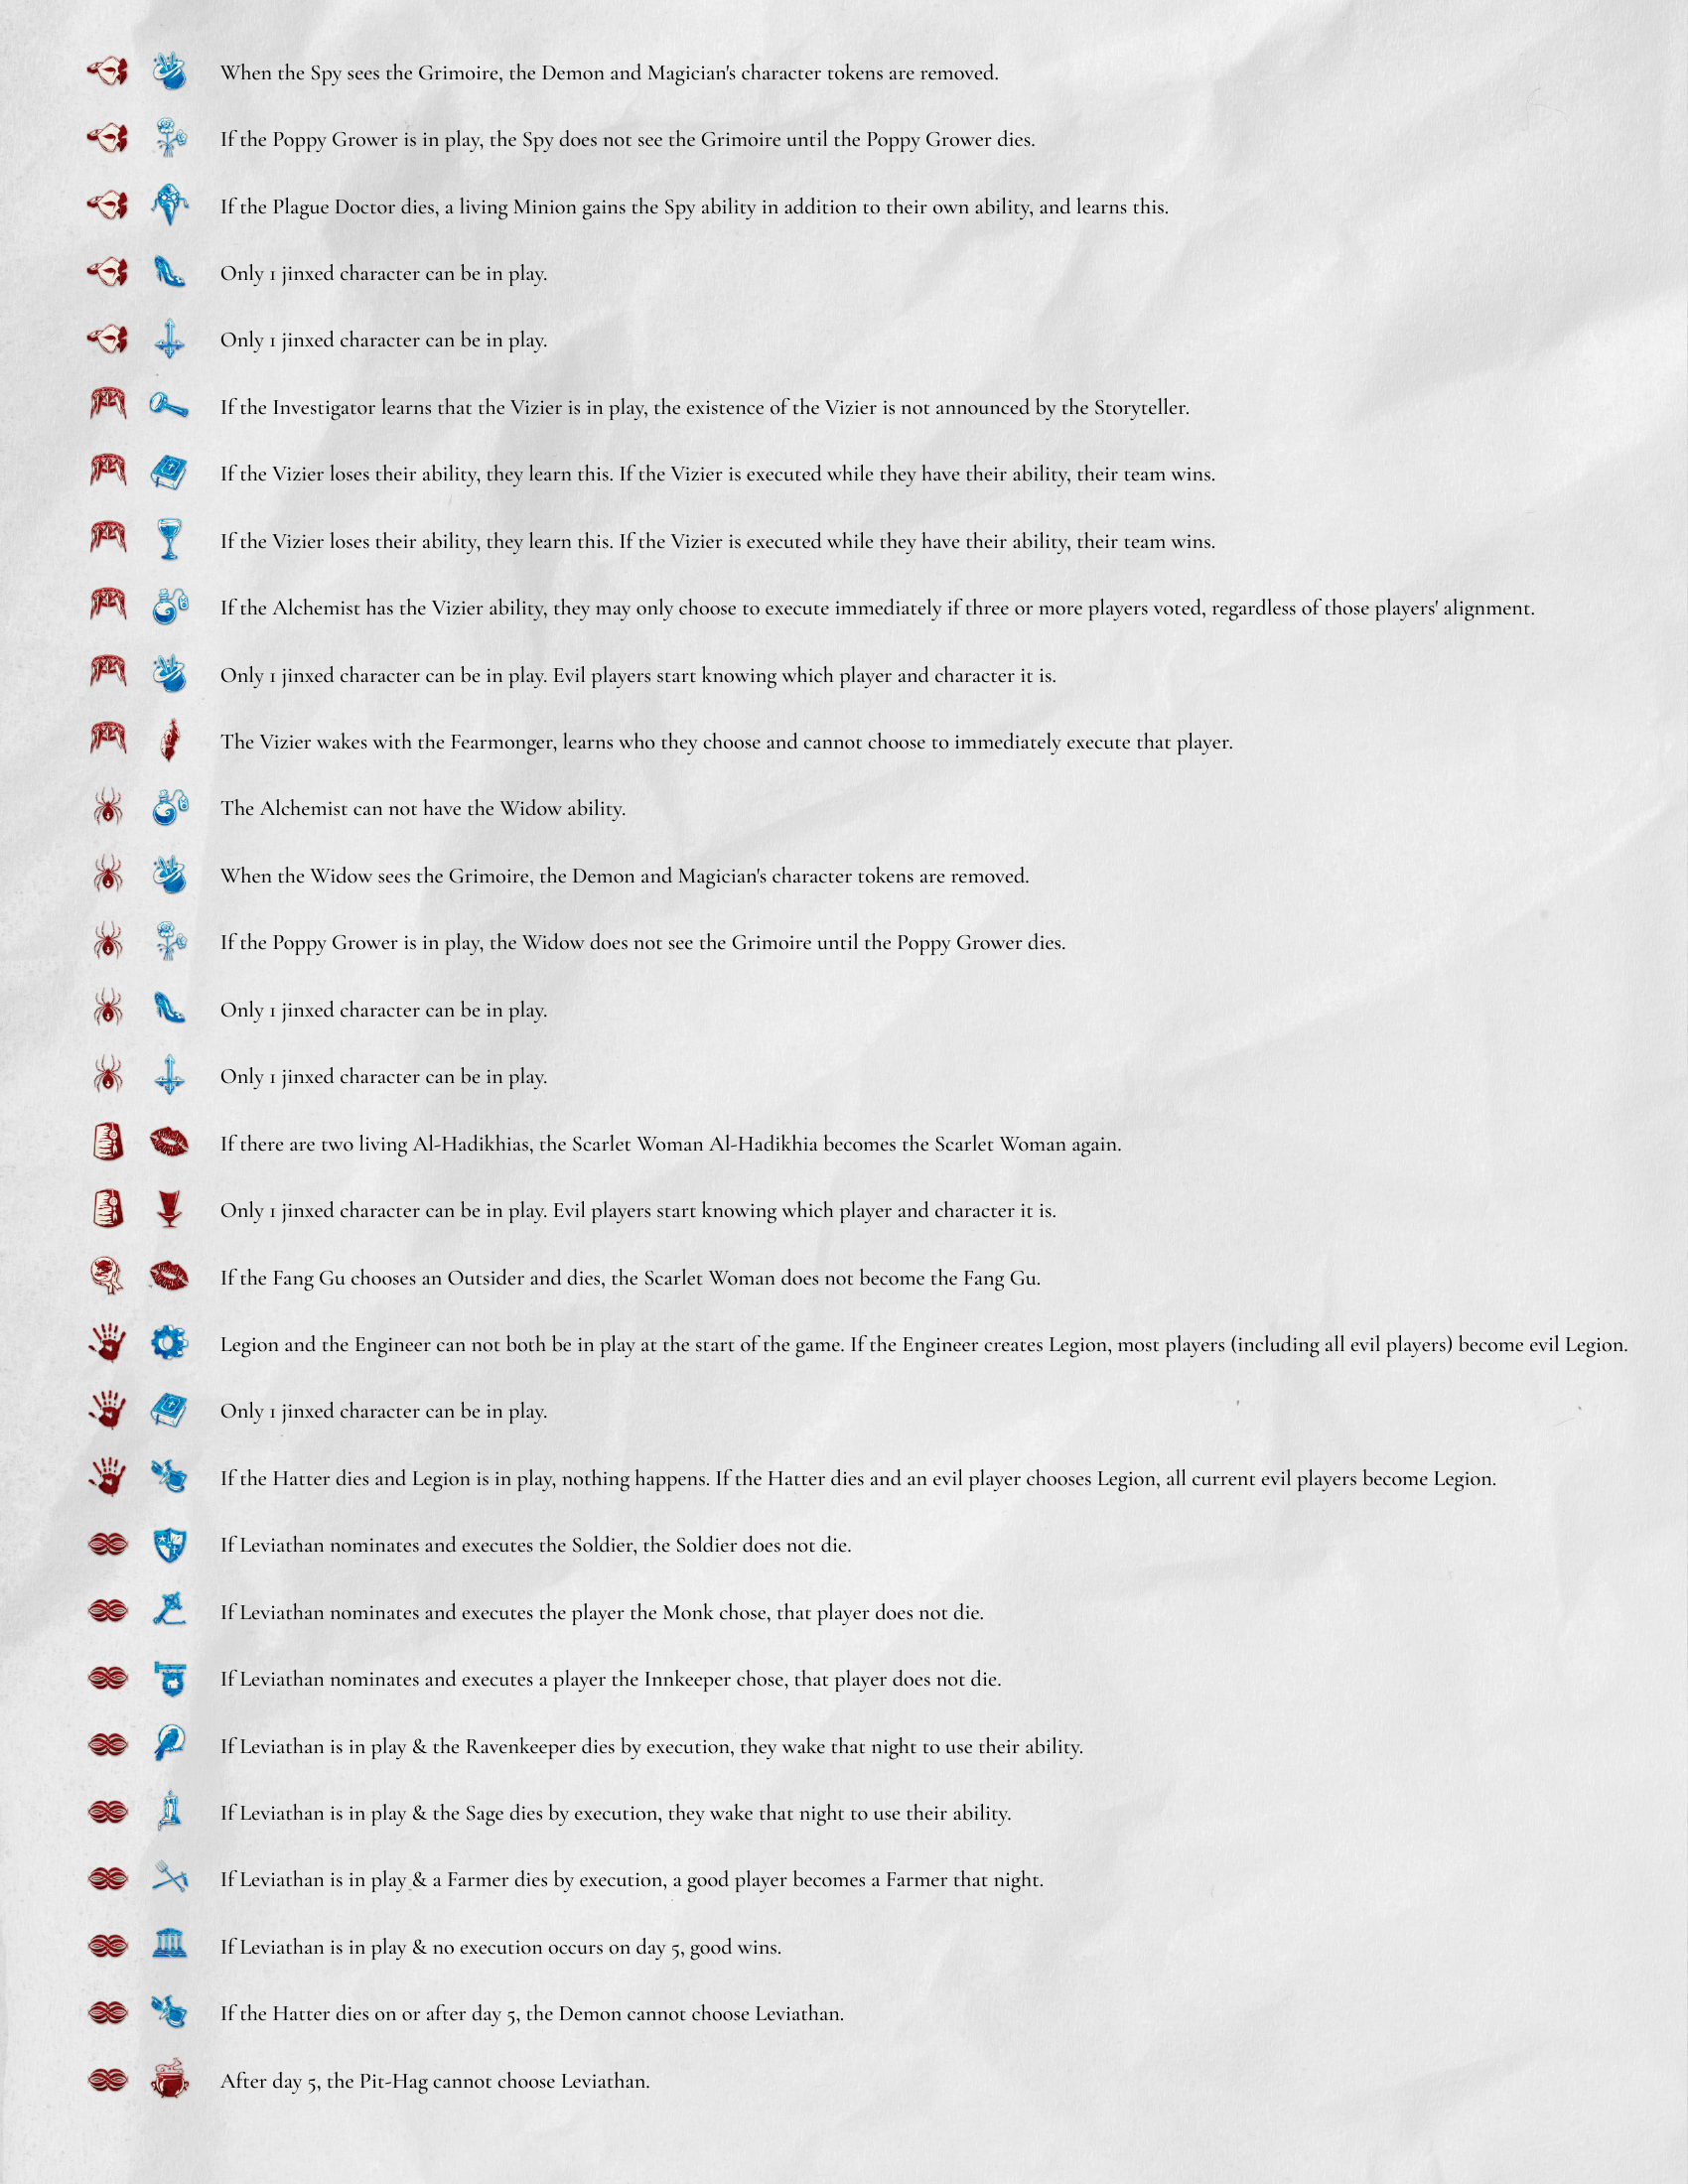 When the Spy sees the Grimoire, the Demon and Magician's character tokens are removed.
If the Poppy Grower is in play, the Spy does not see the Grimoire until the Poppy Grower dies.
If the Plague Doctor dies, a living Minion gains the Spy ability in addition to their own ability, and learns this.
Only 1 jinxed character can be in play.
Only 1 jinxed character can be in play.
If the Investigator learns that the Vizier is in play, the existence of the Vizier is not announced by the Storyteller.
If the Vizier loses their ability, they learn this. If the Vizier is executed while they have their ability, their team wins.
If the Vizier loses their ability, they learn this. If the Vizier is executed while they have their ability, their team wins.
If the Alchemist has the Vizier ability, they may only choose to execute immediately if three or more players voted, regardless of those players' alignment.
Only 1 jinxed character can be in play. Evil players start knowing which player and character it is.
The Vizier wakes with the Fearmonger, learns who they choose and cannot choose to immediately execute that player.
The Alchemist can not have the Widow ability.
When the Widow sees the Grimoire, the Demon and Magician's character tokens are removed.
If the Poppy Grower is in play, the Widow does not see the Grimoire until the Poppy Grower dies.
Only 1 jinxed character can be in play.
Only 1 jinxed character can be in play.
If there are two living Al-Hadikhias, the Scarlet Woman Al-Hadikhia becomes the Scarlet Woman again.
Only 1 jinxed character can be in play. Evil players start knowing which player and character it is.
If the Fang Gu chooses an Outsider and dies, the Scarlet Woman does not become the Fang Gu.
Legion and the Engineer can not both be in play at the start of the game. If the Engineer creates Legion, most players (including all evil players) become evil Legion.
Only 1 jinxed character can be in play.
If the Hatter dies and Legion is in play, nothing happens. If the Hatter dies and an evil player chooses Legion, all current evil players become Legion.
If Leviathan nominates and executes the Soldier, the Soldier does not die.
If Leviathan nominates and executes the player the Monk chose, that player does not die.
If Leviathan nominates and executes a player the Innkeeper chose, that player does not die.
If Leviathan is in play & the Ravenkeeper dies by execution, they wake that night to use their ability.
If Leviathan is in play & the Sage dies by execution, they wake that night to use their ability.
If Leviathan is in play & a Farmer dies by execution, a good player becomes a Farmer that night.
If Leviathan is in play & no execution occurs on day 5, good wins.
If the Hatter dies on or after day 5, the Demon cannot choose Leviathan.
After day 5, the Pit-Hag cannot choose Leviathan.